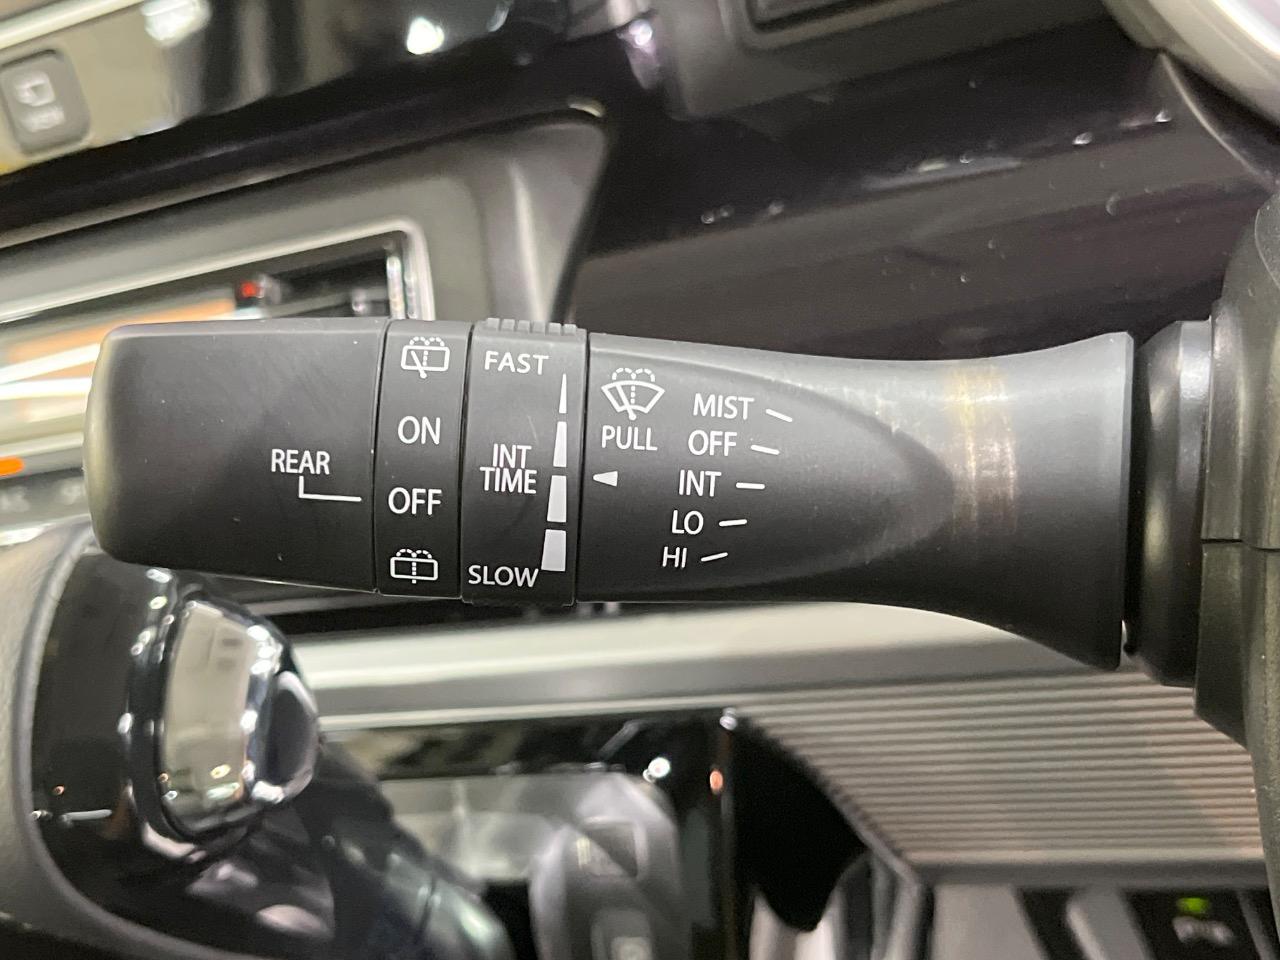 REAR
ON
OFF
FAST
INT
TIME
SLOW
PULL
MIST
OFF
INT
LO
HI